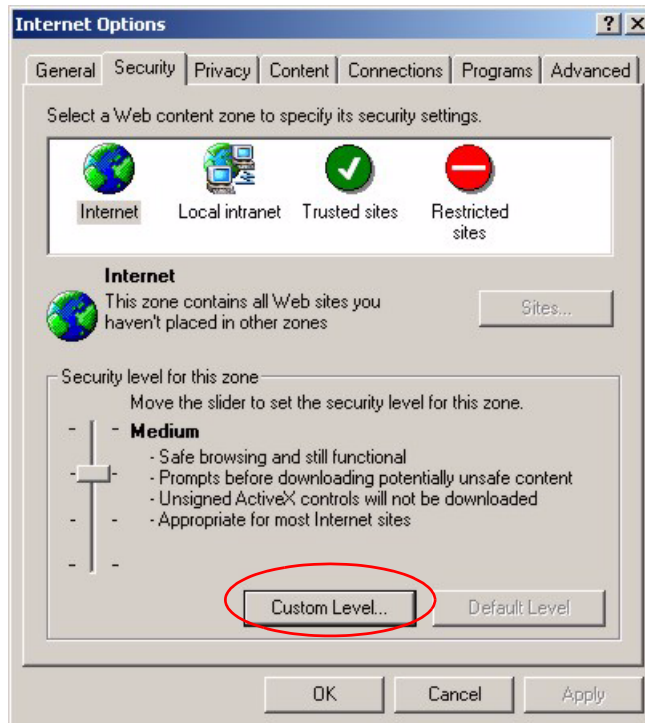 Internet Options
General Security Privacy Content Connections Programs Advanced
Select a Web content zone to specify its security settings.
Internet Local intranet Trusted sites Restricted sites
Internet
This zone contains all Web sites you
haven't placed in other zones
Sites...
Security level for this zone
Move the slider to set the security level for this zone.
Medium
- Safe browsing and still functional
- Prompts before downloading potentially unsafe content
- Unsigned ActiveX controls will not be downloaded
- Appropriate for most Internet sites
Custom Level... Default Level
OK Cancel Apply